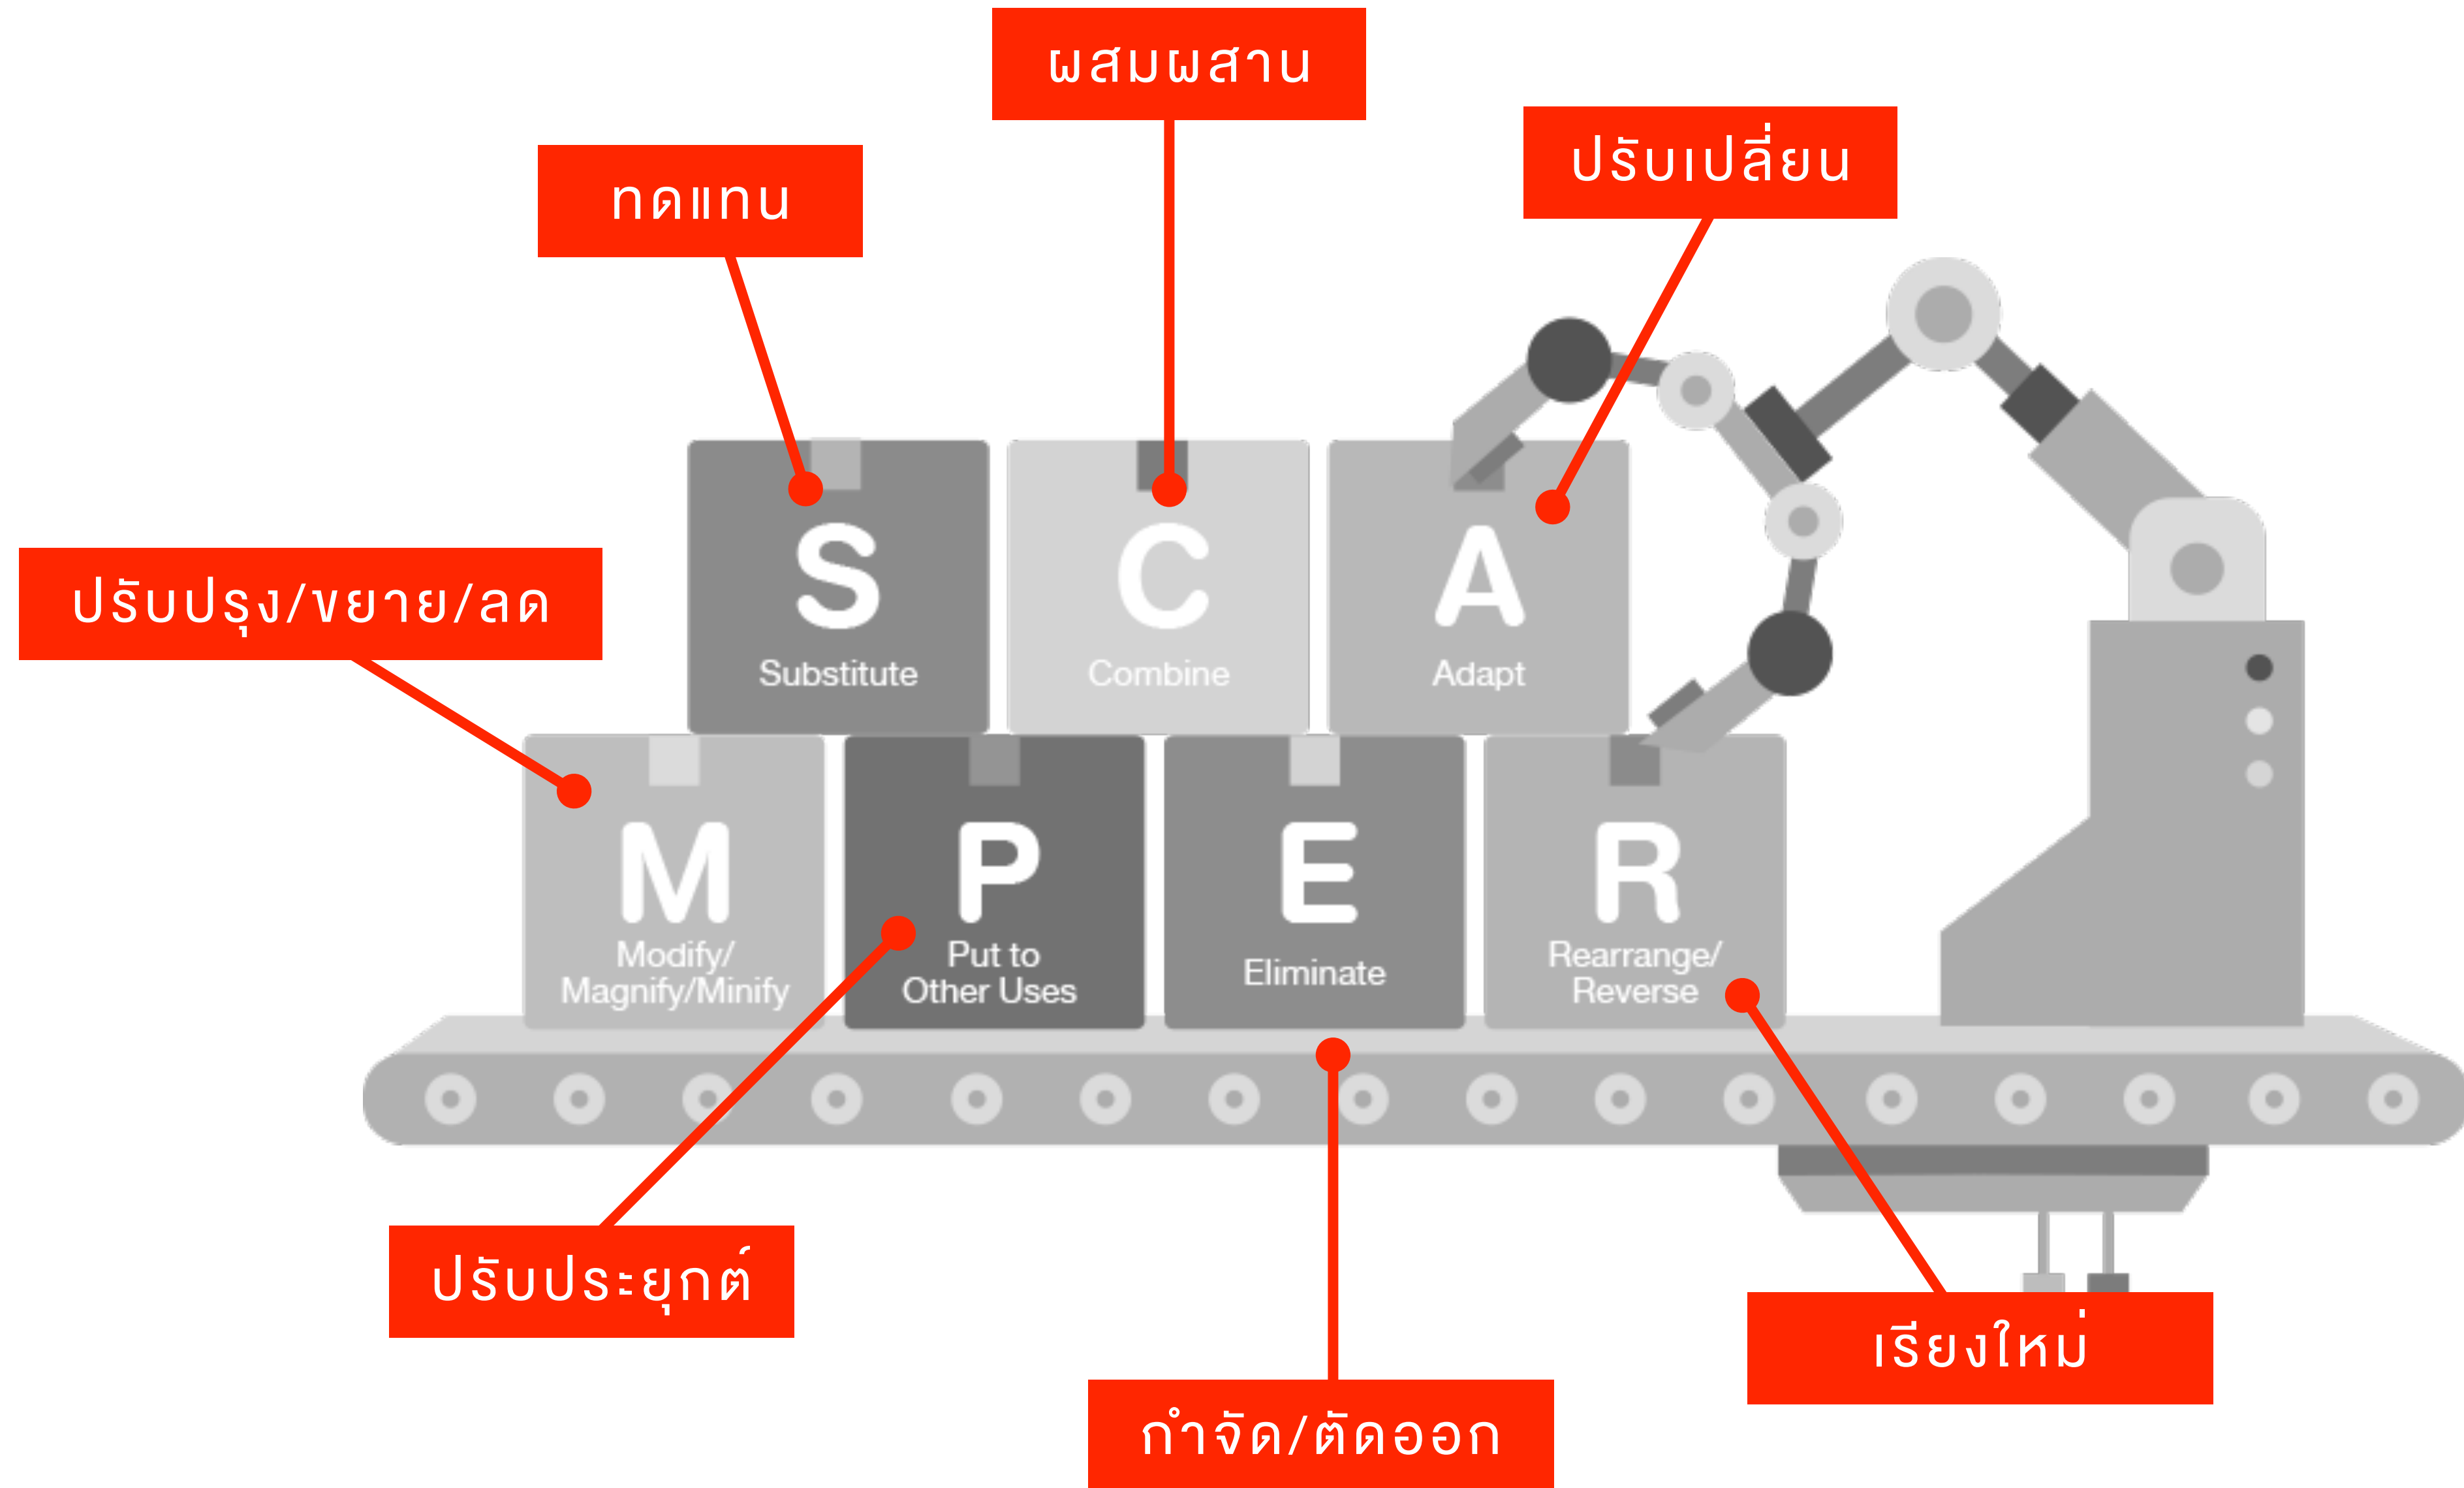 ผสมผสาน
ปรับเปลี่ยน
ทดแทน
ปรับปรุง/ขยาย/ลด
S
Substitute
C
Combine
A
Adapt
M
Modify/
Magnify/Minify
P
Put to
Other Uses
E
Eliminate
R
Rearrange/
Reverse
ปรับประยุกต์
เรียงใหม่
กำจัด/ตัดออก